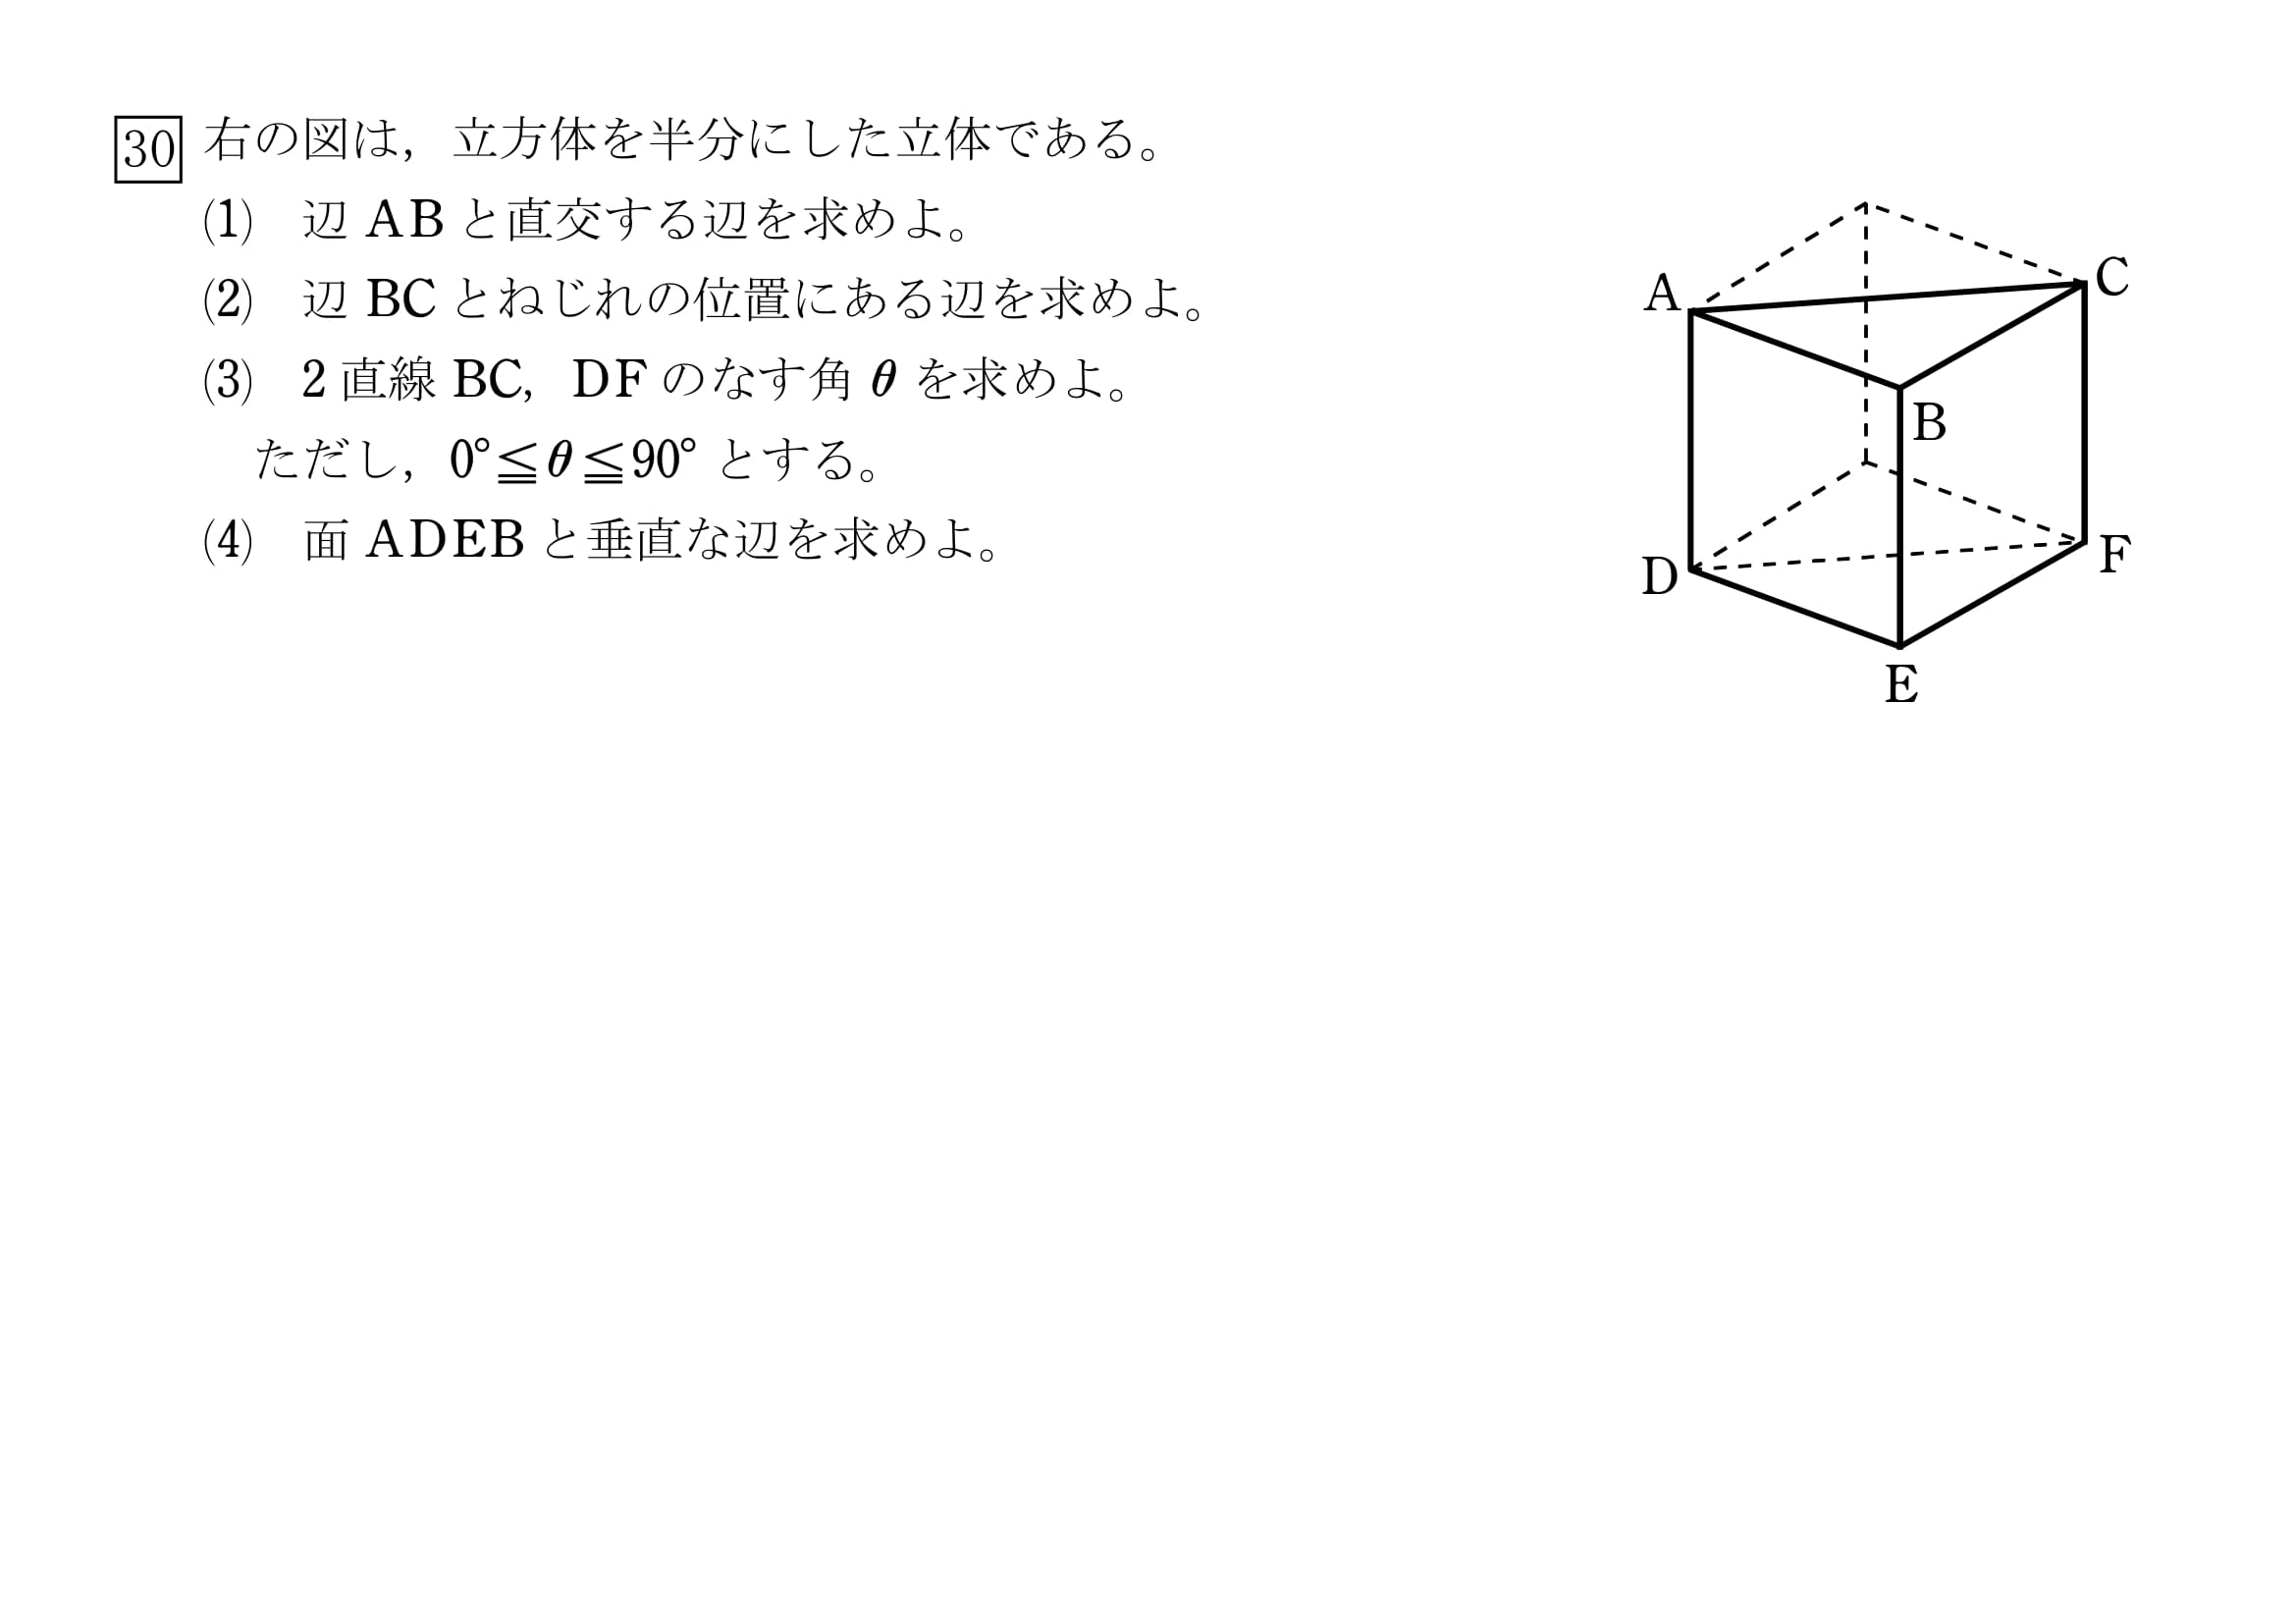 30 右の図は，立方体を半分にした立体である。
(1) 辺 AB と直交する辺を求めよ。
(2) 辺 BC とねじれの位置にある辺を求めよ。
(3) 2 直線 BC，DF のなす角 θ を求めよ。
ただし，0°≦θ≦90° とする。
(4) 面 ADEB と垂直な辺を求めよ。
A
C
B
D
F
E